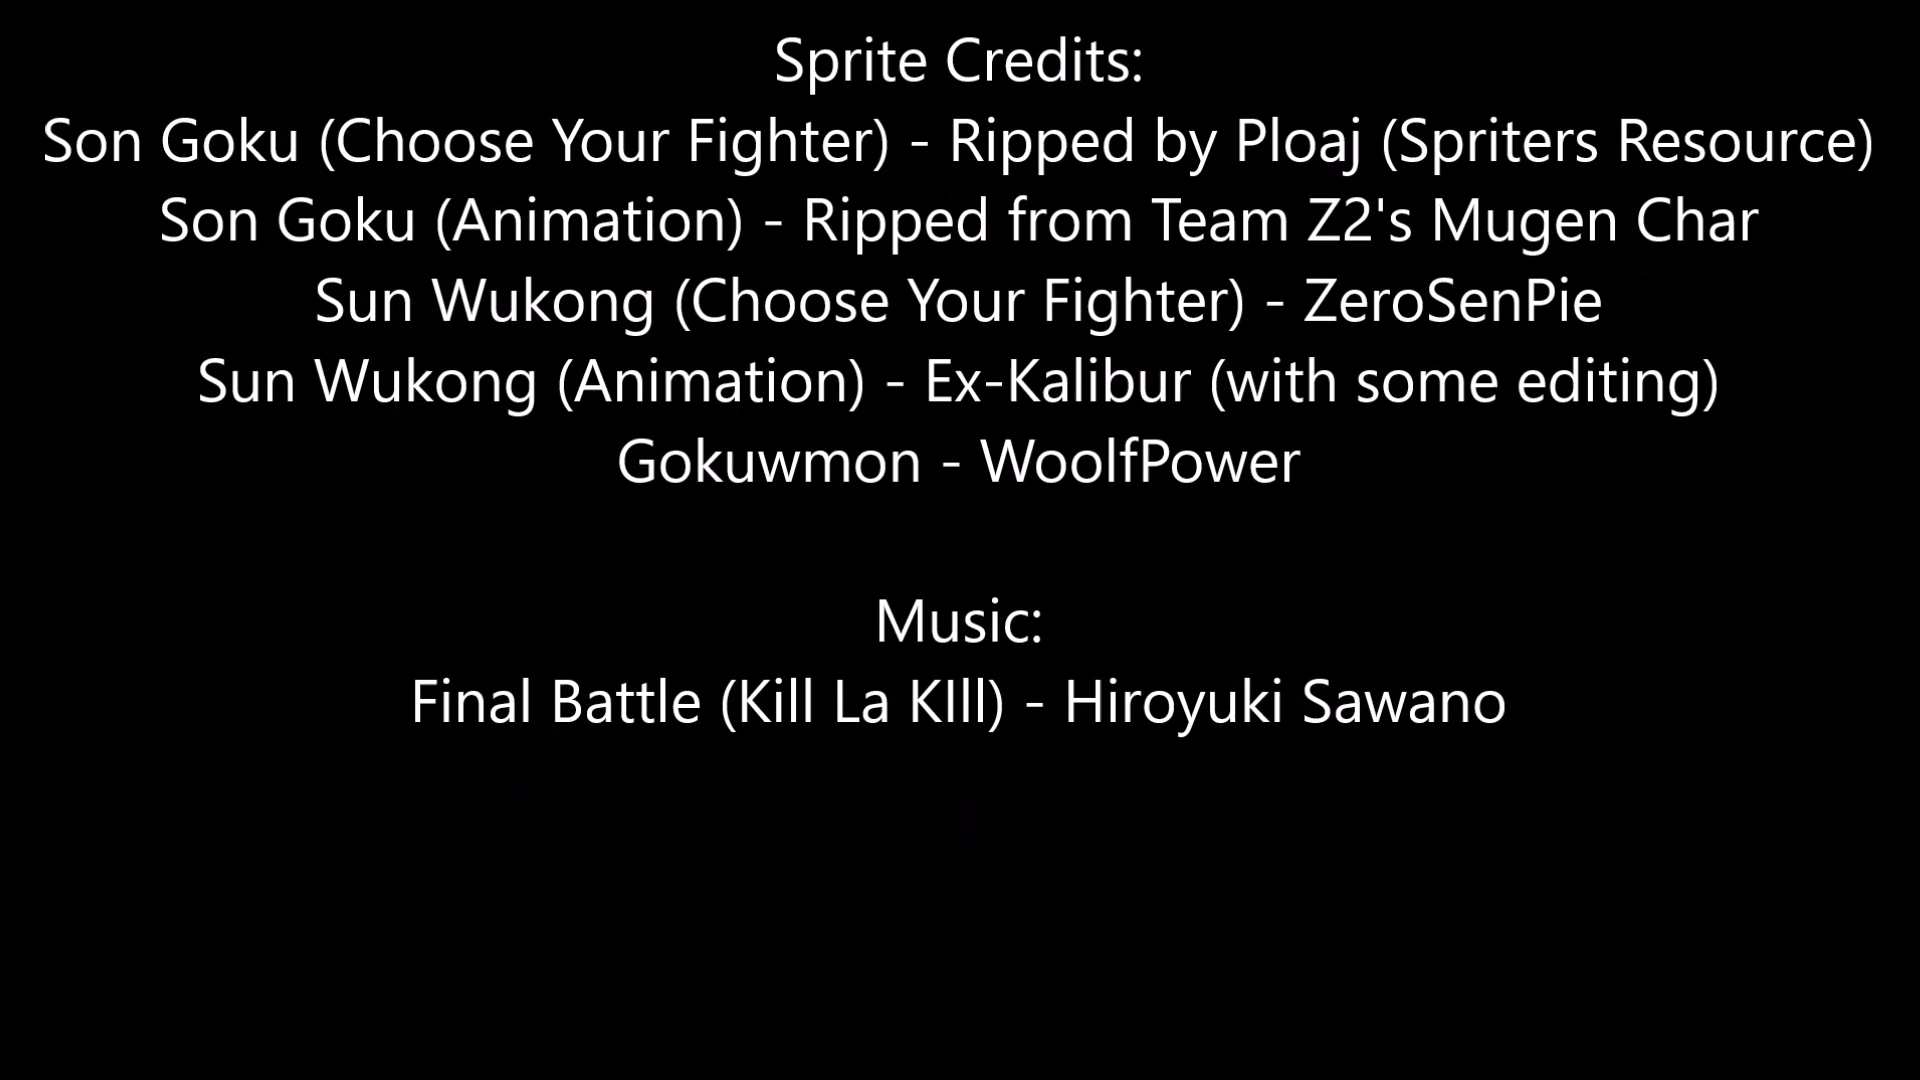 Sprite Credits:
Son Goku (Choose Your Fighter) - Ripped by Ploaj (Spriters Resource)
Son Goku (Animation) - Ripped from Team Z2's Mugen Char
Sun Wukong (Choose Your Fighter) - ZeroSenPie
Sun Wukong (Animation) - Ex-Kalibur (with some editing)
Gokuwmon - WoolfPower
Music:
Final Battle (Kill La KIll) - Hiroyuki Sawano